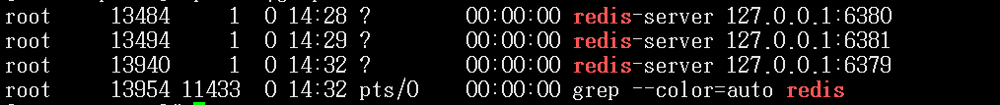 root 13484 1 0 14:28 ? 00:00:00 redis-server 127.0.0.1:6380
root 13494 1 0 14:29 ? 00:00:00 redis-server 127.0.0.1:6381
root 13940 1 0 14:32 ? 00:00:00 redis-server 127.0.0.1:6379
root 13954 11433 0 14:32 pts/0 00:00:00 grep --color=auto redis